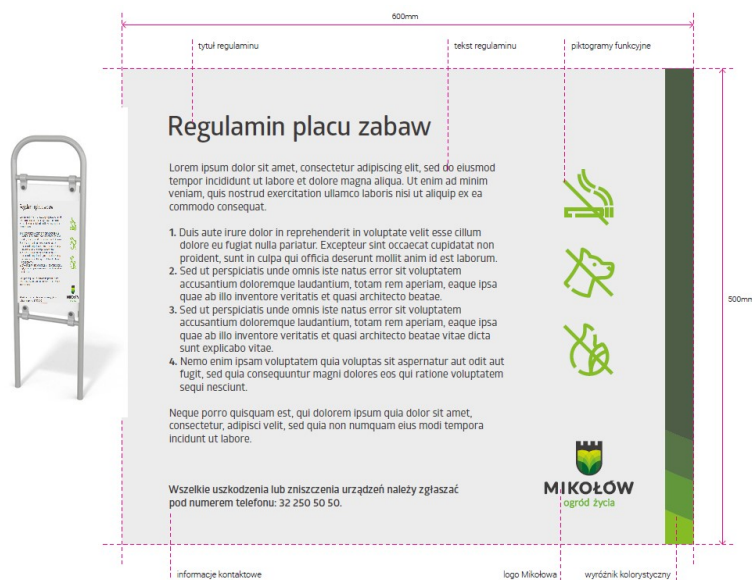 600mm
tytuł regulaminu
tekst regulaminu
piktogramy funkcyjne
Regulamin placu zabaw
Lorem ipsum dolor sit amet, consectetur adipiscing elit, sed do eiusmod
tempor incididunt ut labore et dolore magna aliqua. Ut enim ad minim
veniam, quis nostrud exercitation ullamco laboris nisi ut aliquip ex ea
commodo consequat.
1. Duis aute irure dolor in reprehenderit in voluptate velit esse cillum
dolore eu fugiat nulla pariatur. Excepteur sint occaecat cupidatat non
proident, sunt in culpa qui officia deserunt mollit anim id est laborum.
2. Sed ut perspiciatis unde omnis iste natus error sit voluptatem
accusantium doloremque laudantium, totam rem aperiam, eaque ipsa
quae ab illo inventore veritatis et quasi architecto beatae.
3. Sed ut perspiciatis unde omnis iste natus error sit voluptatem
accusantium doloremque laudantium, totam rem aperiam, eaque ipsa
quae ab illo inventore veritatis et quasi architecto beatae vitae dicta
sunt explicabo vitae.
4. Nemo enim ipsam voluptatem quia voluptas sit aspernatur aut odit aut
fugit, sed quia consequuntur magni dolores eos qui ratione voluptatem
sequi nesciunt.
Neque porro quisquam est, qui dolorem ipsum quia dolor sit amet,
consectetur, adipisci velit, sed quia non numquam eius modi tempora
incidunt ut labore.
Wszelkie uszkodzenia lub zniszczenia urządzeń należy zgłaszać
pod numerem telefonu: 32 250 50 50.
MIKOŁÓW
ogród życia
500mm
informacje kontaktowe
logo Mikołowa
wyróżnik kolorystyczny
Regulamin placu zabaw
MIKOŁÓW